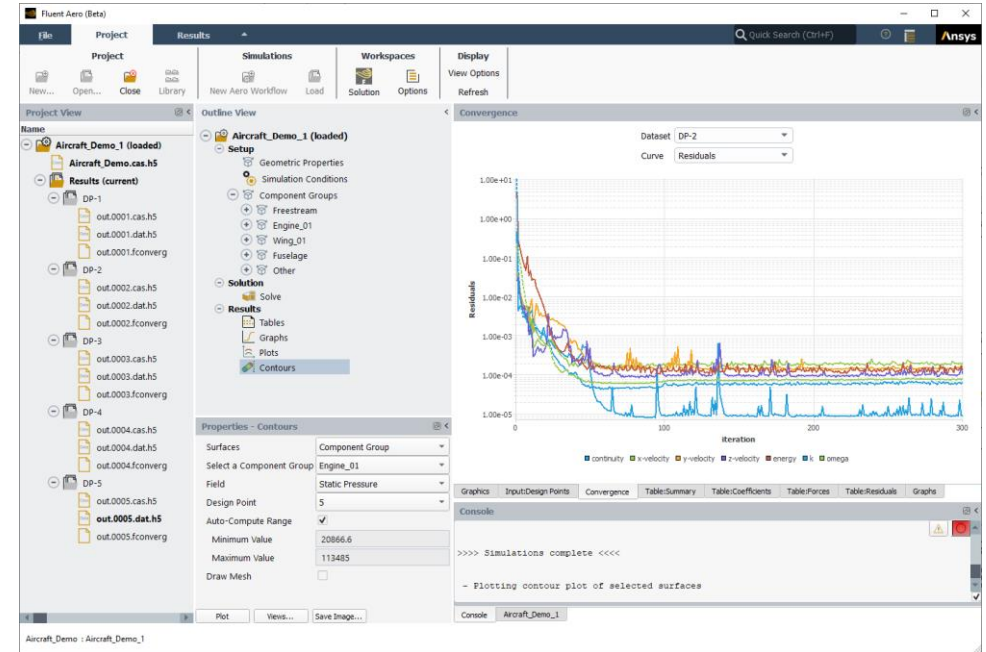 Fluent Aero (Beta)
File Project Results
Quick Search (Ctrl+F)
Ansys
Project Simulations Workspaces Display
New... Open... Close Library New Aero Workflow Load Solution Options View Options Refresh
Project View
Name
Aircraft_Demo_1 (loaded)
Aircraft_Demo.cas.h5
Results (current)
DP-1
out.0001.cas.h5
out.0001.dat.h5
out.0001.fconverg
DP-2
out.0002.cas.h5
out.0002.dat.h5
out.0002.fconverg
DP-3
out.0003.cas.h5
out.0003.dat.h5
out.0003.fconverg
DP-4
out.0004.cas.h5
out.0004.dat.h5
out.0004.fconverg
DP-5
out.0005.cas.h5
out.0005.dat.h5
out.0005.fconverg
Outline View
Aircraft_Demo_1 (loaded)
Setup
Geometric Properties
Simulation Conditions
Component Groups
Freestream
Engine_01
Wing_01
Fuselage
Other
Solution
Solve
Results
Tables
Graphs
Plots
Contours
Properties - Contours
Surfaces Component Group
Select a Component Group Engine_01
Field Static Pressure
Design Point 5
Auto-Compute Range
Minimum Value 20866.6
Maximum Value 113485
Draw Mesh
Plot Views... Save Image...
Convergence
Dataset DP-2
Curve Residuals
1.00e+01
1.00e+00
1.00e-01
1.00e-02
1.00e-03
1.00e-04
1.00e-05
Residuals
0 100 200 300
iteration
continuity x-velocity y-velocity z-velocity energy k omega
Graphics Input:Design Points Convergence Table:Summary Table:Coefficients Table:Forces Table:Residuals Graphs
Console
>>>> Simulations complete <<<<
- Plotting contour plot of selected surfaces
Console Aircraft_Demo_1
Aircraft_Demo : Aircraft_Demo_1